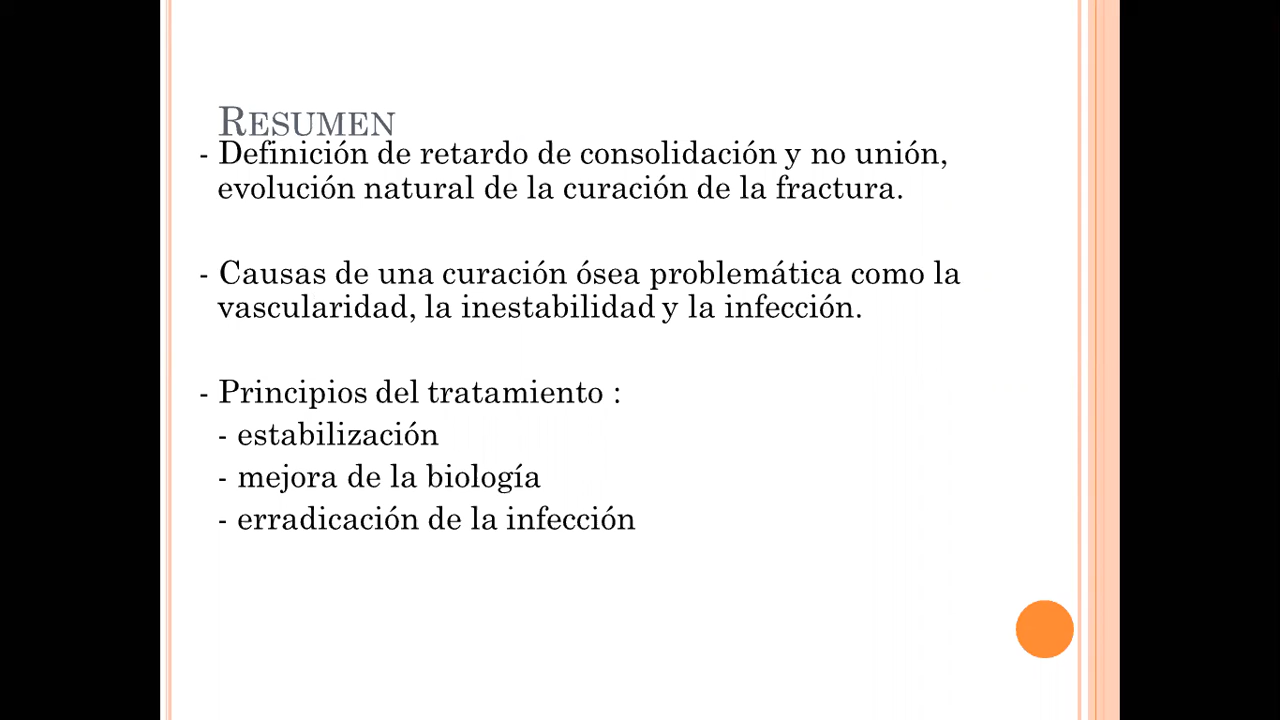 RESUMEN
- Definición de retardo de consolidación y no unión,
evolución natural de la curación de la fractura.
- Causas de una curación ósea problemática como la
vascularidad, la inestabilidad y la infección.
- Principios del tratamiento :
- estabilización
- mejora de la biología
- erradicación de la infección